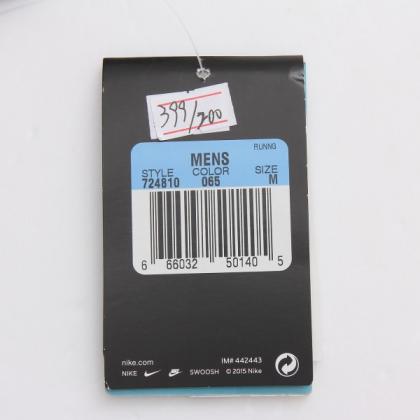 399/200
RUNNG
MENS
STYLE COLOR SIZE
724810 065 M
6 66032 50140 5
nike.com IM# 442443
NIKE SWOOSH © 2015 Nike